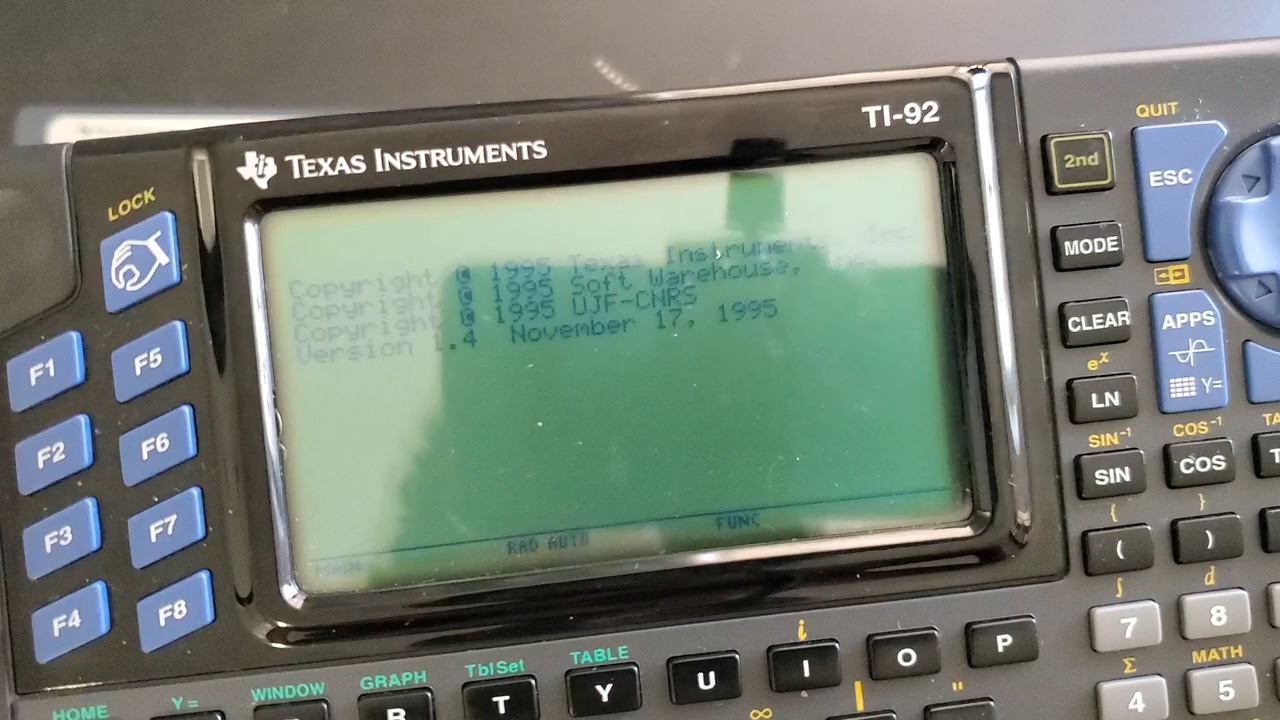 TI-92
TEXAS INSTRUMENTS
Copyright © 1995 Texas Instruments, Inc
Copyright © 1995 Soft Warehouse, Inc.
Copyright © 1995 UJF-CNRS
Version 1.4 November 17, 1995
MAIN RAD AUTO FUNC
LOCK
F1 F5
F2 F6
F3 F7
F4 F8
QUIT
2nd ESC
MODE
CLEAR APPS
Y=
eˣ
LN
SIN⁻¹ COS⁻¹ TA
SIN COS T
{ }
( )
∫ d
7 8
Σ MATH
4 5
i
U I O P
HOME Y= WINDOW GRAPH TblSet TABLE
R T Y
∞ | "